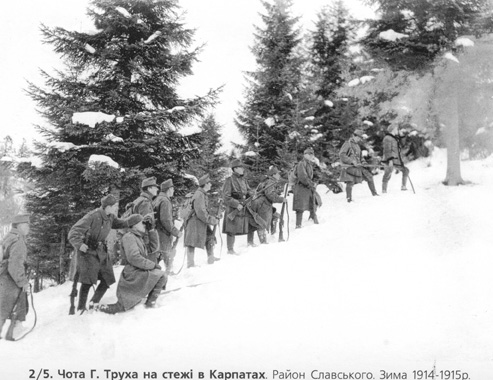 2/5. Чота Г. Труха на стежі в Карпатах. Район Славського. Зима 1914-1915р.